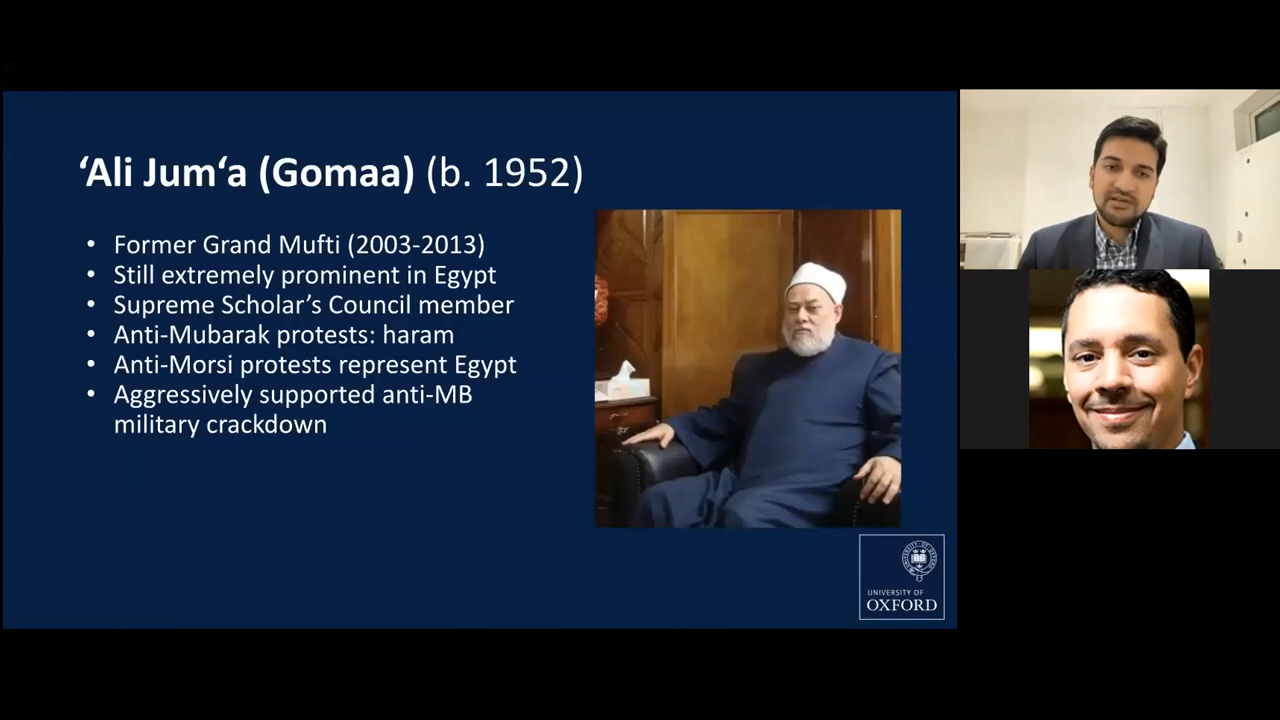 ‘Ali Jum‘a (Gomaa) (b. 1952)
• Former Grand Mufti (2003-2013)
• Still extremely prominent in Egypt
• Supreme Scholar’s Council member
• Anti-Mubarak protests: haram
• Anti-Morsi protests represent Egypt
• Aggressively supported anti-MB
military crackdown
UNIVERSITY OF
OXFORD